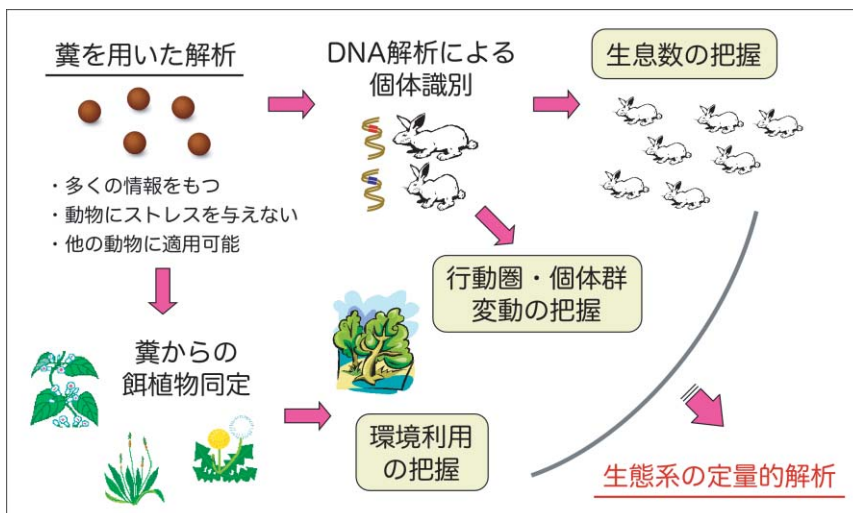 糞を用いた解析
・多くの情報をもつ
・動物にストレスを与えない
・他の動物に適用可能
DNA解析による
個体識別
生息数の把握
行動圏・個体群
変動の把握
糞からの
餌植物同定
環境利用
の把握
生態系の定量的解析